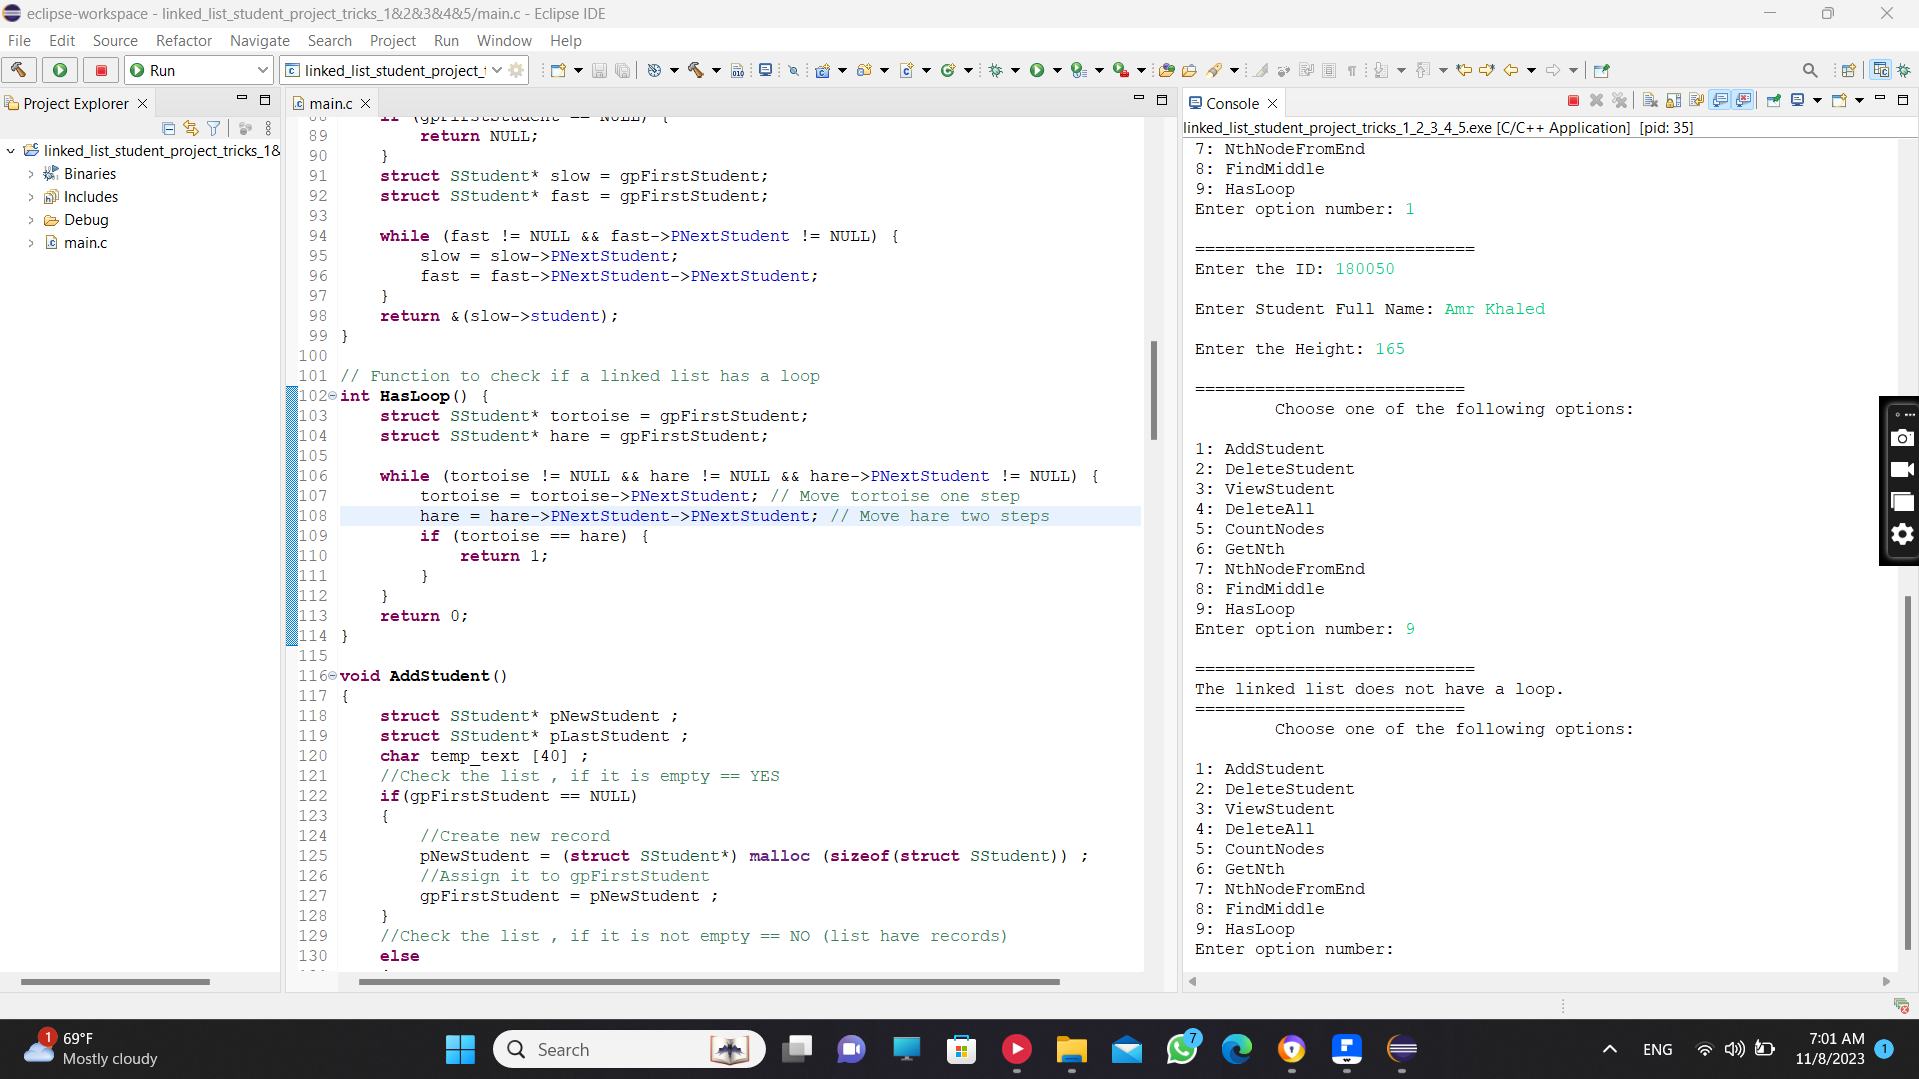 eclipse-workspace - linked_list_student_project_tricks_1&2&3&4&5/main.c - Eclipse IDE
File Edit Source Refactor Navigate Search Project Run Window Help
Run
linked_list_student_project_t
Project Explorer
linked_list_student_project_tricks_1&
Binaries
Includes
Debug
main.c
main.c
88 if (gpFirstStudent == NULL) {
89 return NULL;
90 }
91 struct SStudent* slow = gpFirstStudent;
92 struct SStudent* fast = gpFirstStudent;
93
94 while (fast != NULL && fast->PNextStudent != NULL) {
95 slow = slow->PNextStudent;
96 fast = fast->PNextStudent->PNextStudent;
97 }
98 return &(slow->student);
99 }
100
101 // Function to check if a linked list has a loop
102 int HasLoop() {
103 struct SStudent* tortoise = gpFirstStudent;
104 struct SStudent* hare = gpFirstStudent;
105
106 while (tortoise != NULL && hare != NULL && hare->PNextStudent != NULL) {
107 tortoise = tortoise->PNextStudent; // Move tortoise one step
108 hare = hare->PNextStudent->PNextStudent; // Move hare two steps
109 if (tortoise == hare) {
110 return 1;
111 }
112 }
113 return 0;
114 }
115
116 void AddStudent()
117 {
118 struct SStudent* pNewStudent ;
119 struct SStudent* pLastStudent ;
120 char temp_text [40] ;
121 //Check the list , if it is empty == YES
122 if(gpFirstStudent == NULL)
123 {
124 //Create new record
125 pNewStudent = (struct SStudent*) malloc (sizeof(struct SStudent)) ;
126 //Assign it to gpFirstStudent
127 gpFirstStudent = pNewStudent ;
128 }
129 //Check the list , if it is not empty == NO (list have records)
130 else
Console
linked_list_student_project_tricks_1_2_3_4_5.exe [C/C++ Application] [pid: 35]
7: NthNodeFromEnd
8: FindMiddle
9: HasLoop
Enter option number: 1
============================
Enter the ID: 180050
Enter Student Full Name: Amr Khaled
Enter the Height: 165
===========================
Choose one of the following options:
1: AddStudent
2: DeleteStudent
3: ViewStudent
4: DeleteAll
5: CountNodes
6: GetNth
7: NthNodeFromEnd
8: FindMiddle
9: HasLoop
Enter option number: 9
============================
The linked list does not have a loop.
===========================
Choose one of the following options:
1: AddStudent
2: DeleteStudent
3: ViewStudent
4: DeleteAll
5: CountNodes
6: GetNth
7: NthNodeFromEnd
8: FindMiddle
9: HasLoop
Enter option number:
1
69°F
Mostly cloudy
Search
7
ENG
7:01 AM
11/8/2023
1